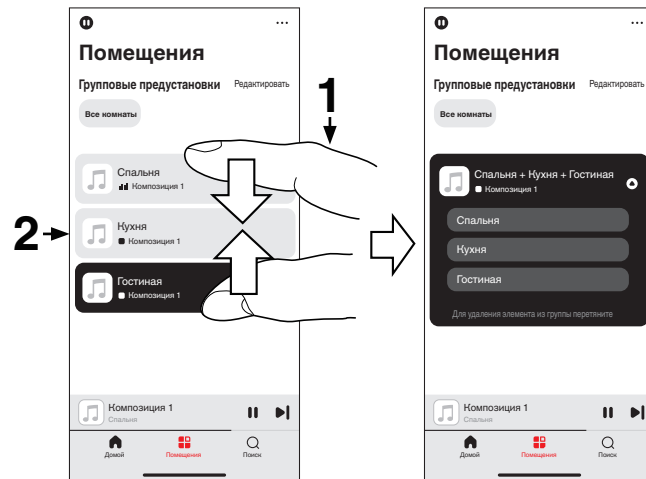 Помещения
Групповые предустановки Редактировать
Все комнаты
1
Спальня
Композиция 1
2
Кухня
Композиция 1
Гостиная
Композиция 1
Композиция 1
Спальня
Домой Помещения Поиск
Помещения
Групповые предустановки Редактировать
Все комнаты
Спальня + Кухня + Гостиная
Композиция 1
Спальня
Кухня
Гостиная
Для удаления элемента из группы перетяните
Композиция 1
Спальня
Домой Помещения Поиск